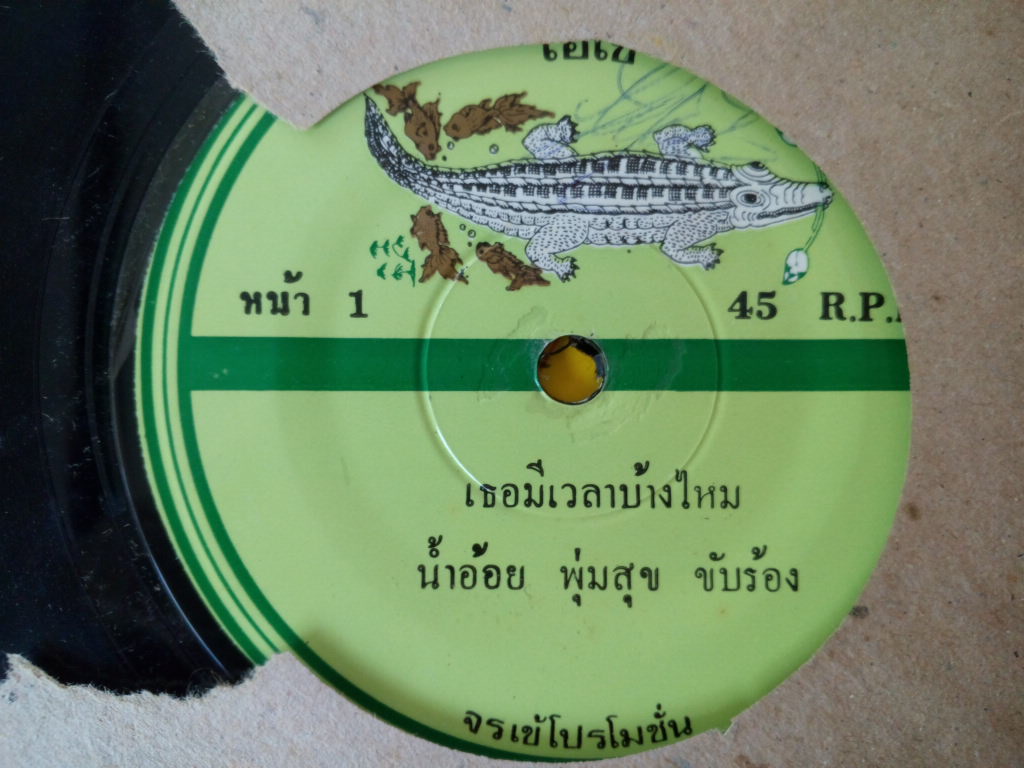 หน้า 1
45 R.P.
เธอมีเวลาบ้างไหม
น้ำอ้อย พุ่มสุข ขับร้อง
จรเข้โปรโมชั่น